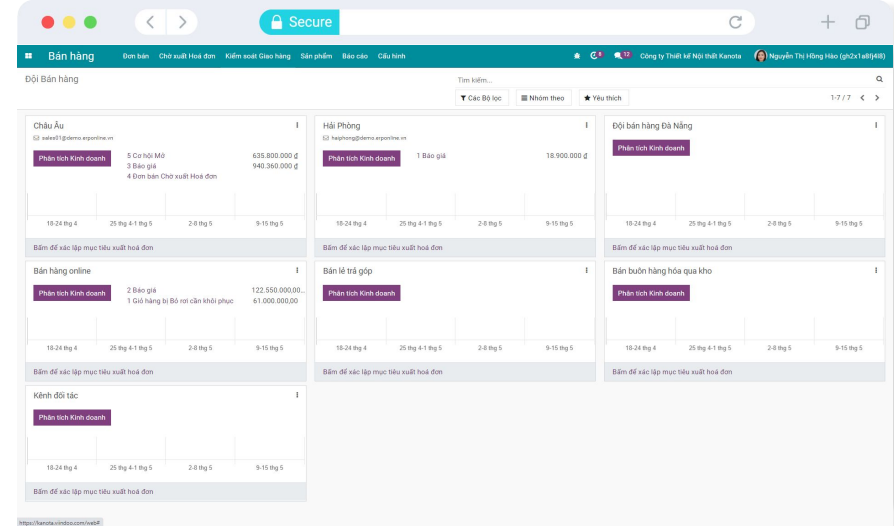 Secure
Bán hàng Đơn bán Chờ xuất Hoá đơn Kiểm soát Giao hàng Sản phẩm Báo cáo Cấu hình 12 Công ty Thiết kế Nội thất Kanota Nguyễn Thị Hồng Hào (gh2x1a8fj4l8)
Đội Bán hàng Tìm kiếm...
Các Bộ lọc Nhóm theo Yêu thích 1-7 / 7
Châu Âu Hải Phòng Đội bán hàng Đà Nẵng
sales01@demo.erponline.vn haiphong@demo.erponline.vn
Phân tích Kinh doanh 5 Cơ hội Mở 635.800.000 ₫ Phân tích Kinh doanh 1 Báo giá 18.900.000 ₫ Phân tích Kinh doanh
3 Báo giá 940.360.000 ₫
4 Đơn bán Chờ xuất Hoá đơn
18-24 thg 4 25 thg 4-1 thg 5 2-8 thg 5 9-15 thg 5 18-24 thg 4 25 thg 4-1 thg 5 2-8 thg 5 9-15 thg 5 18-24 thg 4 25 thg 4-1 thg 5 2-8 thg 5 9-15 thg 5
Bấm để xác lập mục tiêu xuất hoá đơn Bấm để xác lập mục tiêu xuất hoá đơn Bấm để xác lập mục tiêu xuất hoá đơn
Bán hàng online Bán lẻ trả góp Bán buôn hàng hóa qua kho
Phân tích Kinh doanh 2 Báo giá 122.550.000,00... Phân tích Kinh doanh Phân tích Kinh doanh
1 Giỏ hàng bị Bỏ rơi cần khôi phục 61.000.000,00
18-24 thg 4 25 thg 4-1 thg 5 2-8 thg 5 9-15 thg 5 18-24 thg 4 25 thg 4-1 thg 5 2-8 thg 5 9-15 thg 5 18-24 thg 4 25 thg 4-1 thg 5 2-8 thg 5 9-15 thg 5
Bấm để xác lập mục tiêu xuất hoá đơn Bấm để xác lập mục tiêu xuất hoá đơn Bấm để xác lập mục tiêu xuất hoá đơn
Kênh đối tác
Phân tích Kinh doanh
18-24 thg 4 25 thg 4-1 thg 5 2-8 thg 5 9-15 thg 5
Bấm để xác lập mục tiêu xuất hoá đơn
https://kanota.viindoo.com/web#